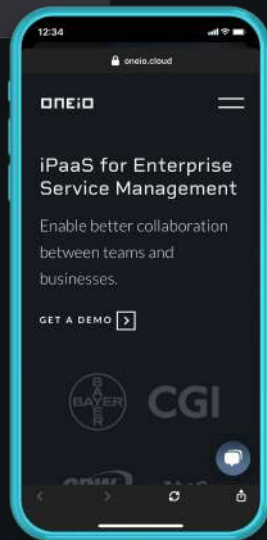 12:34
oneio.cloud
ONEiO
iPaaS for Enterprise
Service Management
Enable better collaboration
between teams and
businesses.
GET A DEMO
BAYER
BAYER
CGI